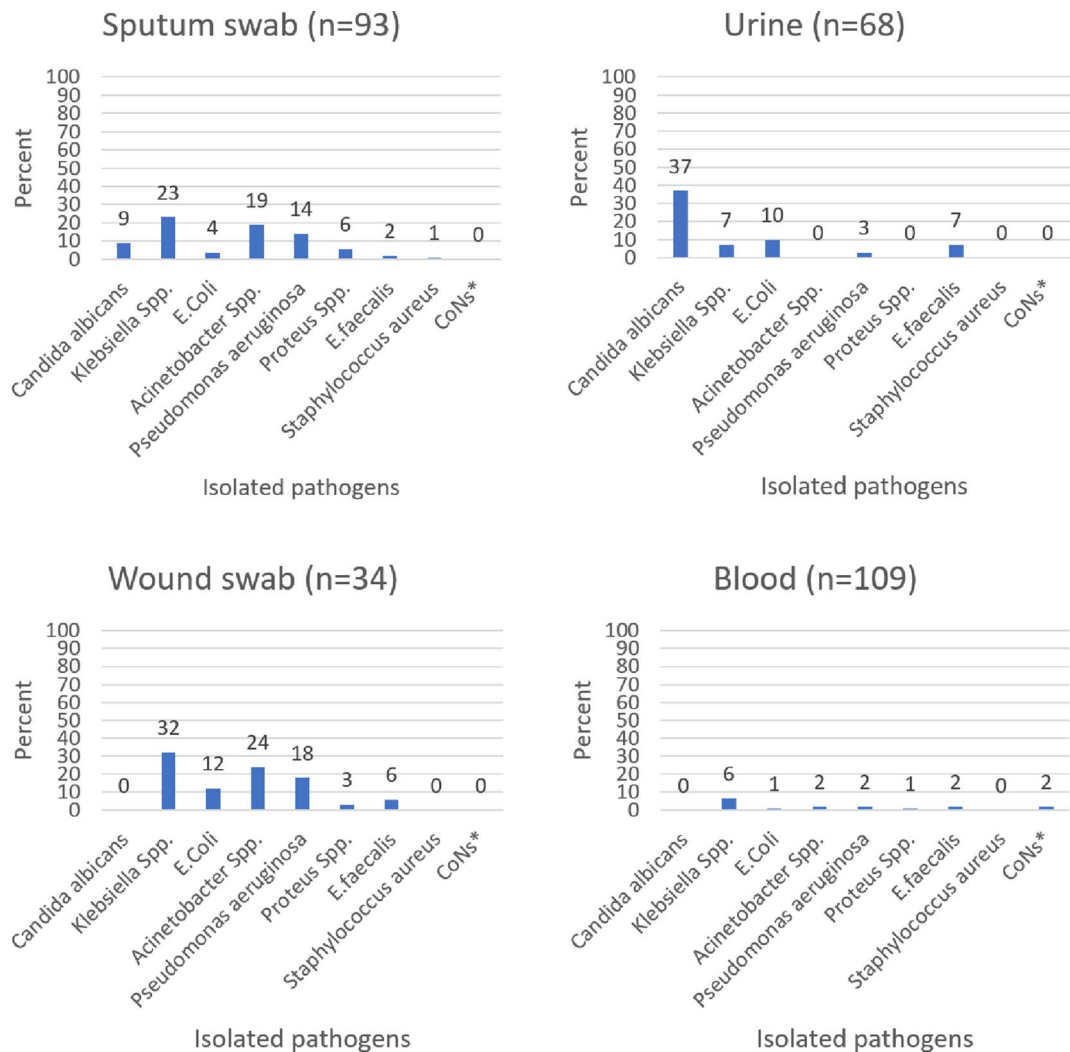 Sputum swab (n=93)
Percent
100
90
80
70
60
50
40
30
20
10
0
9
23
4
19
14
6
2
1
0
Candida albicans
Klebsiella Spp.
E.Coli
Acinetobacter Spp.
Pseudomonas aeruginosa
Proteus Spp.
E.faecalis
Staphylococcus aureus
CoNs*
Isolated pathogens
Urine (n=68)
Percent
100
90
80
70
60
50
40
30
20
10
0
37
7
10
0
3
0
7
0
0
Candida albicans
Klebsiella Spp.
E.Coli
Acinetobacter Spp.
Pseudomonas aeruginosa
Proteus Spp.
E.faecalis
Staphylococcus aureus
CoNs*
Isolated pathogens
Wound swab (n=34)
Percent
100
90
80
70
60
50
40
30
20
10
0
0
32
12
24
18
3
6
0
0
Candida albicans
Klebsiella Spp.
E.Coli
Acinetobacter Spp.
Pseudomonas aeruginosa
Proteus Spp.
E.faecalis
Staphylococcus aureus
CoNs*
Isolated pathogens
Blood (n=109)
Percent
100
90
80
70
60
50
40
30
20
10
0
0
6
1
2
2
1
2
0
2
Candida albicans
Klebsiella Spp.
E.Coli
Acinetobacter Spp.
Pseudomonas aeruginosa
Proteus Spp.
E.faecalis
Staphylococcus aureus
CoNs*
Isolated pathogens